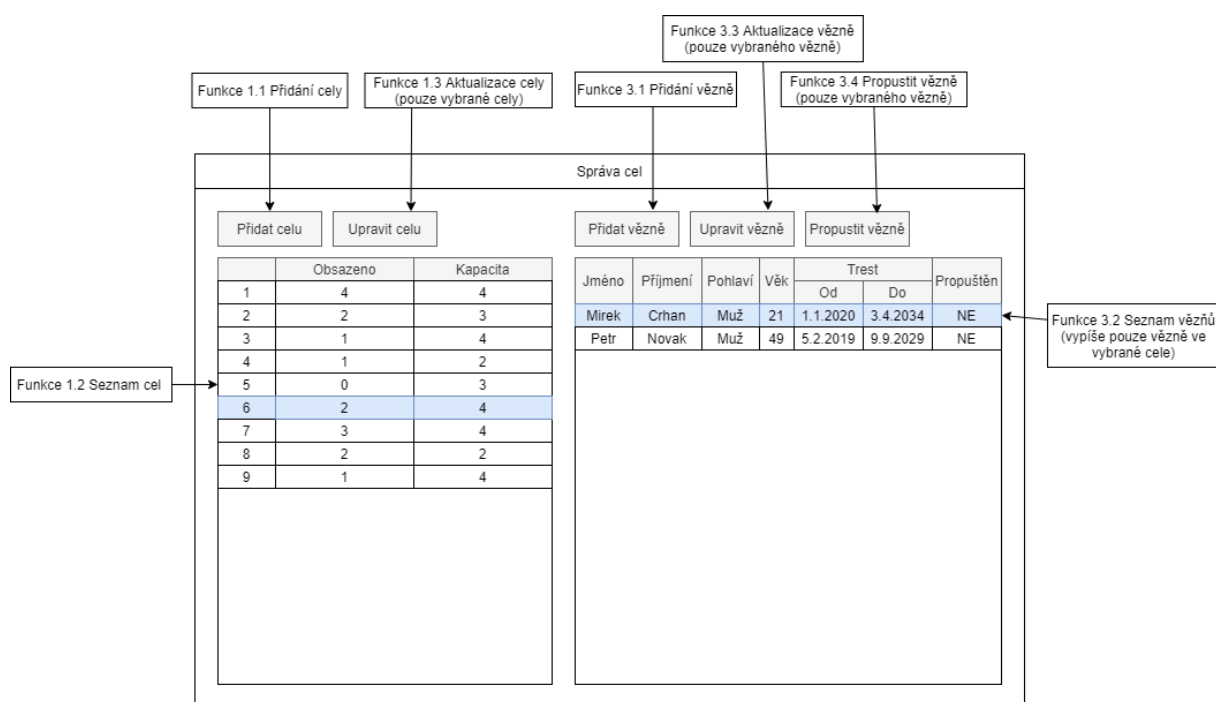 Funkce 3.3 Aktualizace vězně
(pouze vybraného vězně)
Funkce 1.1 Přidání cely
Funkce 1.3 Aktualizace cely
(pouze vybrané cely)
Funkce 3.1 Přidání vězně
Funkce 3.4 Propustit vězně
(pouze vybraného vězně)
Správa cel
Přidat celu
Upravit celu
Přidat vězně
Upravit vězně
Propustit vězně
Obsazeno Kapacita
1 4 4
2 2 3
3 1 4
4 1 2
5 0 3
6 2 4
7 3 4
8 2 2
9 1 4
Funkce 1.2 Seznam cel
Jméno Příjmení Pohlaví Věk Trest Propuštěn
Od Do
Mirek Crhan Muž 21 1.1.2020 3.4.2034 NE
Petr Novak Muž 49 5.2.2019 9.9.2029 NE
Funkce 3.2 Seznam vězňů
(vypíše pouze vězně ve
vybrané cele)